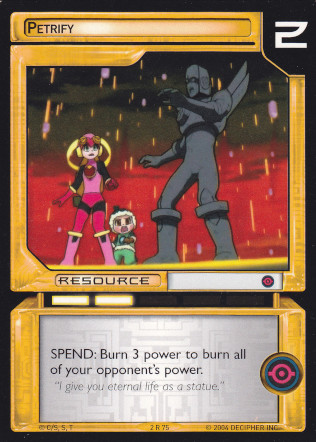 PETRIFY
2
RESOURCE
SPEND: Burn 3 power to burn all
of your opponent's power.
"I give you eternal life as a statue."
© C/S, S, T 2 R 75 © 2004 DECIPHER INC.